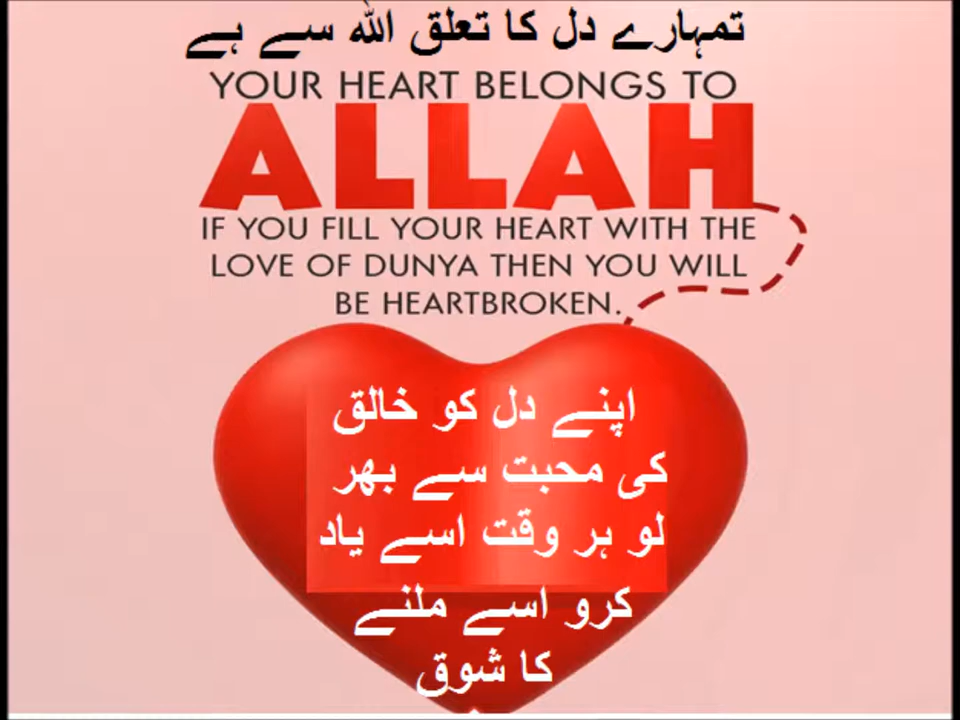 تمہارے دل کا تعلق اللہ سے ہے
YOUR HEART BELONGS TO
ALLAH
IF YOU FILL YOUR HEART WITH THE
LOVE OF DUNYA THEN YOU WILL
BE HEARTBROKEN.
اپنے دل کو خالق
کی محبت سے بھر
لو ہر وقت اسے یاد
کرو اسے ملنے
کا شوق